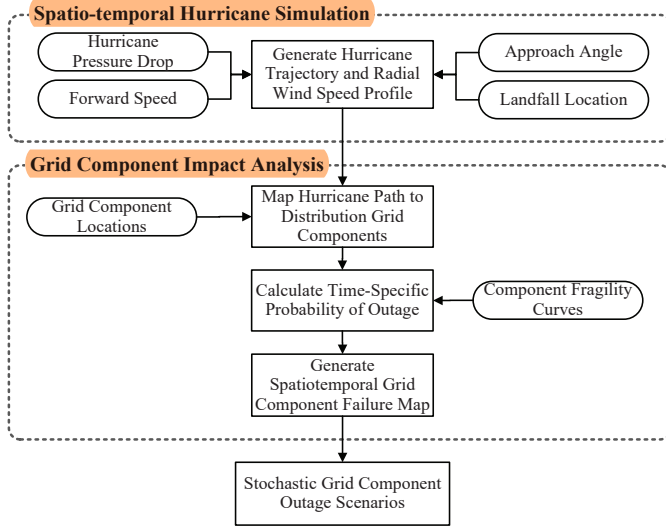 Spatio-temporal Hurricane Simulation
Hurricane
Pressure Drop
Forward Speed
Generate Hurricane
Trajectory and Radial
Wind Speed Profile
Approach Angle
Landfall Location
Grid Component Impact Analysis
Grid Component
Locations
Map Hurricane Path to
Distribution Grid
Components
Calculate Time-Specific
Probability of Outage
Component Fragility
Curves
Generate
Spatiotemporal Grid
Component Failure Map
Stochastic Grid Component
Outage Scenarios